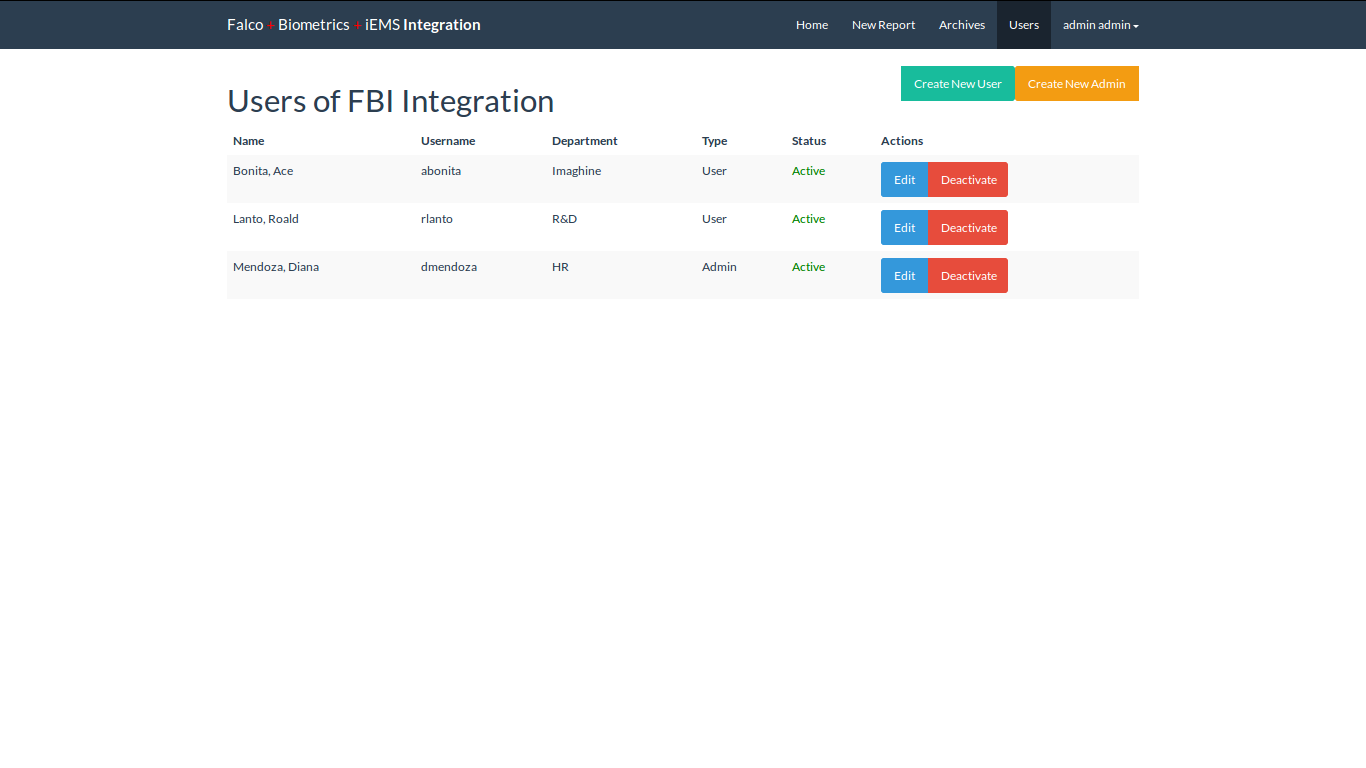 Falco + Biometrics + iEMS Integration Home New Report Archives Users admin admin
Create New User Create New Admin
Users of FBI Integration
Name Username Department Type Status Actions
Bonita, Ace abonita Imaghine User Active Edit Deactivate
Lanto, Roald rlanto R&D User Active Edit Deactivate
Mendoza, Diana dmendoza HR Admin Active Edit Deactivate